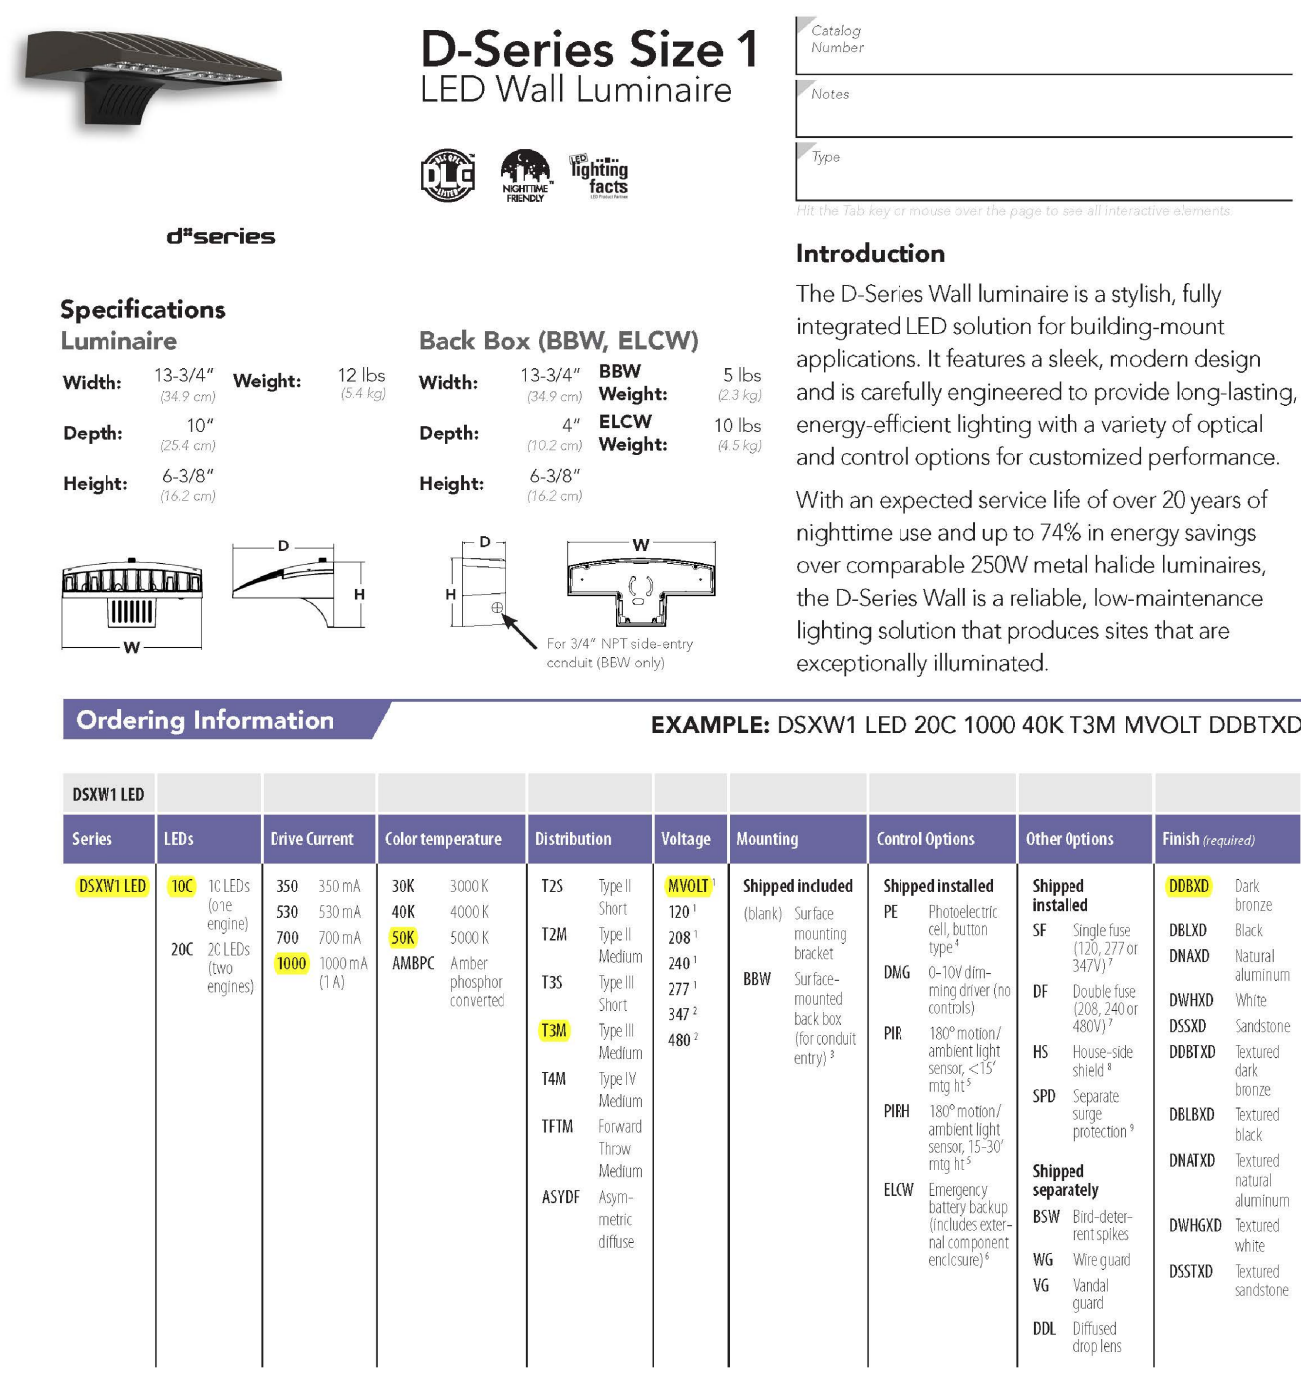 D-Series Size 1
LED Wall Luminaire
Catalog
Number
Notes
Type
Hit the Tab key or mouse over the page to see all interactive elements.
DLC
NIGHTTIME
FRIENDLY
LED
lighting
facts
d#series
Introduction
The D-Series Wall luminaire is a stylish, fully
integrated LED solution for building-mount
applications. It features a sleek, modern design
and is carefully engineered to provide long-lasting,
energy-efficient lighting with a variety of optical
and control options for customized performance.
With an expected service life of over 20 years of
nighttime use and up to 74% in energy savings
over comparable 250W metal halide luminaires,
the D-Series Wall is a reliable, low-maintenance
lighting solution that produces sites that are
exceptionally illuminated.
Specifications
Luminaire
Width: 13-3/4" (34.9 cm) Weight: 12 lbs (5.4 kg)
Depth: 10" (25.4 cm)
Height: 6-3/8" (16.2 cm)
Back Box (BBW, ELCW)
Width: 13-3/4" (34.9 cm) BBW Weight: 5 lbs (2.3 kg)
Depth: 4" (10.2 cm) ELCW Weight: 10 lbs (4.5 kg)
Height: 6-3/8" (16.2 cm)
W
D
H
D
H
W
For 3/4" NPT side-entry
conduit (BBW only)
Ordering Information
EXAMPLE: DSXW1 LED 20C 1000 40K T3M MVOLT DDBTXD
DSXW1 LED
Series
DSXW1 LED
LEDs
10C 10 LEDs
(one
engine)
20C 20 LEDs
(two
engines)
Drive Current
350 350 mA
530 530 mA
700 700 mA
1000 1000 mA
(1 A)
Color temperature
30K 3000 K
40K 4000 K
50K 5000 K
AMBPC Amber
phosphor
converted
Distribution
T2S Type II
Short
T2M Type II
Medium
T3S Type III
Short
T3M Type III
Medium
T4M Type IV
Medium
TFTM Forward
Throw
Medium
ASYDF Asym-
metric
diffuse
Voltage
MVOLT 1
120 1
208 1
240 1
277 1
347 2
480 2
Mounting
Shipped included
(blank) Surface
mounting
bracket
BBW Surface-
mounted
back box
(for conduit
entry) 3
Control Options
Shipped installed
PE Photoelectric
cell, button
type 4
DMG 0-10V dim-
ming driver (no
controls)
PIR 180° motion/
ambient light
sensor, <15'
mtg ht 5
PIRH 180° motion/
ambient light
sensor, 15-30'
mtg ht 5
ELCW Emergency
battery backup
(includes exter-
nal component
enclosure) 6
Other Options
Shipped
installed
SF Single fuse
(120, 277 or
347V) 7
DF Double fuse
(208, 240 or
480V) 7
HS House-side
shield 8
SPD Separate
surge
protection 9
Shipped
separately
BSW Bird-deter-
rent spikes
WG Wire guard
VG Vandal
guard
DDL Diffused
drop lens
Finish (required)
DDBXD Dark
bronze
DBLXD Black
DNAXD Natural
aluminum
DWHXD White
DSSXD Sandstone
DDBTXD Textured
dark
bronze
DBLBXD Textured
black
DNATXD Textured
natural
aluminum
DWHGXD Textured
white
DSSTXD Textured
sandstone